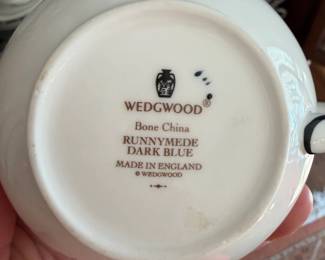 WEDGWOOD®
Bone China
RUNNYMEDE
DARK BLUE
MADE IN ENGLAND
© WEDGWOOD